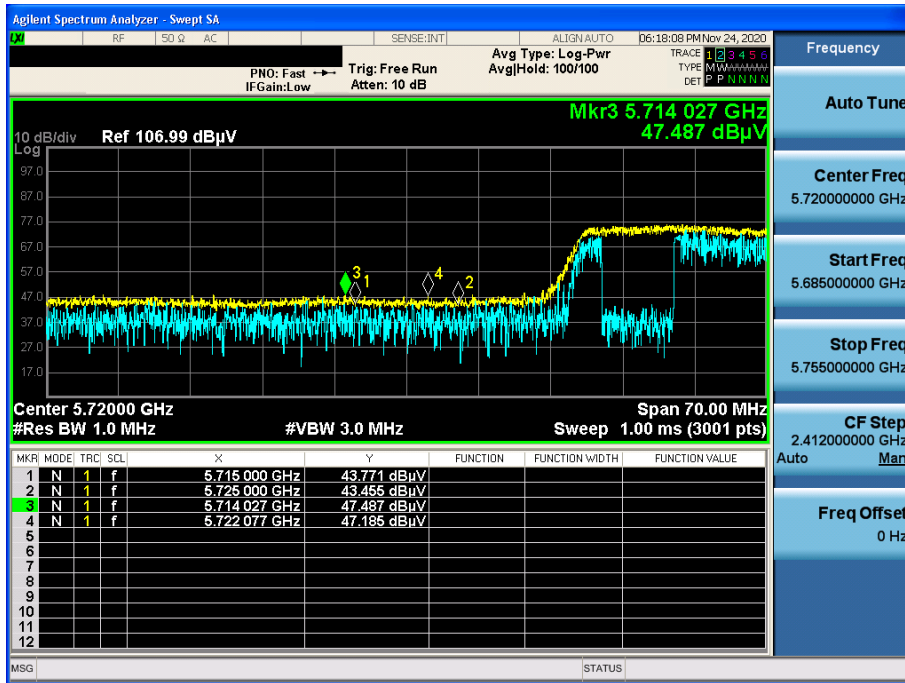 Agilent Spectrum Analyzer - Swept SA
LXI RF 50 Ω AC SENSE:INT ALIGN AUTO 06:18:08 PM Nov 24, 2020
PNO: Fast Trig: Free Run Avg Type: Log-Pwr TRACE 1 2 3 4 5 6
IFGain:Low Atten: 10 dB Avg|Hold: 100/100 TYPE M W
DET P P N N N N
Mkr3 5.714 027 GHz
47.487 dBµV
10 dB/div Ref 106.99 dBµV
Log
97.0
87.0
77.0
67.0
57.0
47.0
37.0
27.0
17.0
3
1
4
2
Center 5.72000 GHz Span 70.00 MHz
#Res BW 1.0 MHz #VBW 3.0 MHz Sweep 1.00 ms (3001 pts)
MKR MODE TRC SCL X Y FUNCTION FUNCTION WIDTH FUNCTION VALUE
1 N 1 f 5.715 000 GHz 43.771 dBµV
2 N 1 f 5.725 000 GHz 43.455 dBµV
3 N 1 f 5.714 027 GHz 47.487 dBµV
4 N 1 f 5.722 077 GHz 47.185 dBµV
5
6
7
8
9
10
11
12
MSG STATUS
Frequency
Auto Tune
Center Freq
5.720000000 GHz
Start Freq
5.685000000 GHz
Stop Freq
5.755000000 GHz
CF Step
2.412000000 GHz
Auto Man
Freq Offset
0 Hz